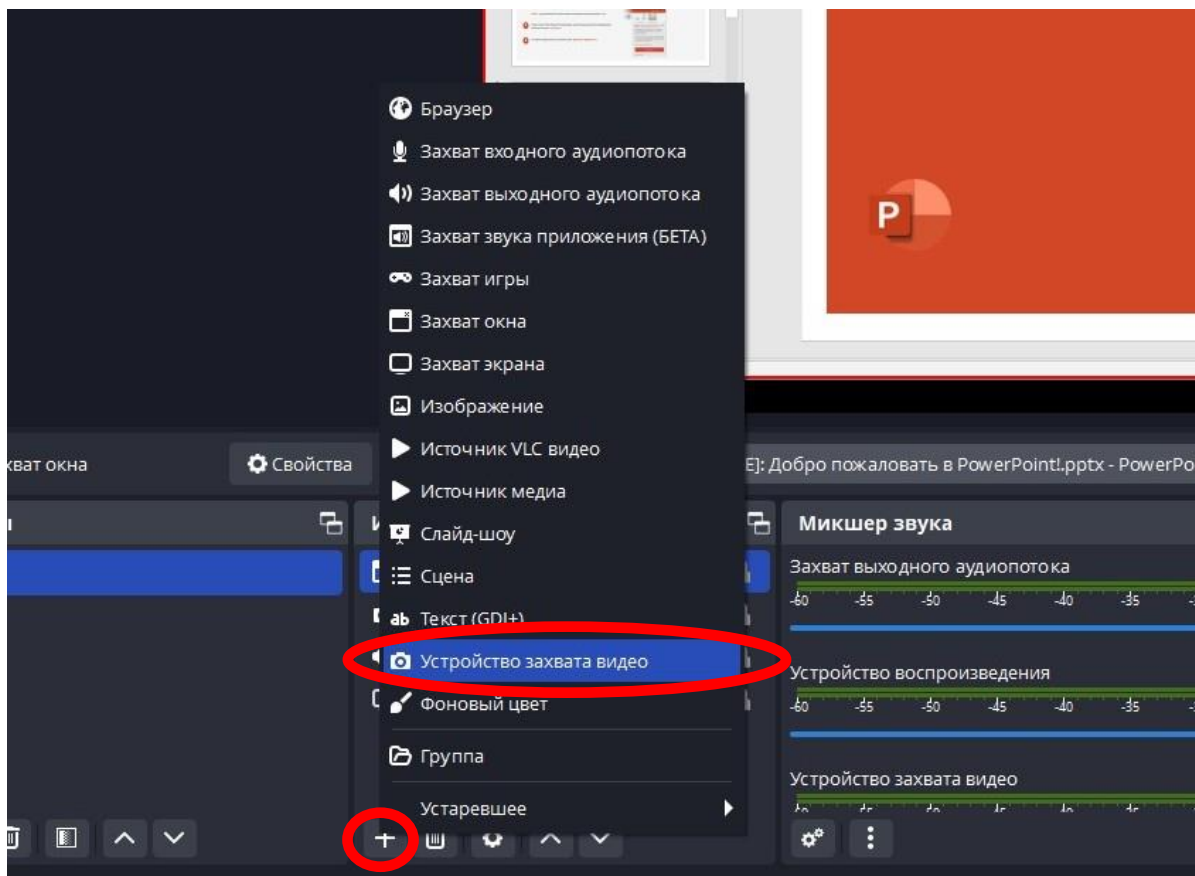 Браузер
Захват входного аудиопотока
Захват выходного аудиопотока
Захват звука приложения (БЕТА)
P
Захват игры
Захват окна
Захват экрана
Изображение
Источник VLC видео
хват окна Свойства E]: Добро пожаловать в PowerPoint!.pptx - PowerPo
Источник медиа
Слайд-шоу
Микшер звука
Сцена
Захват выходного аудиопотока
-60 -55 -50 -45 -40 -35
ab Текст (GDI+)
Устройство захвата видео
Устройство воспроизведения
-60 -55 -50 -45 -40 -35
Фоновый цвет
Группа
Устройство захвата видео
Устаревшее